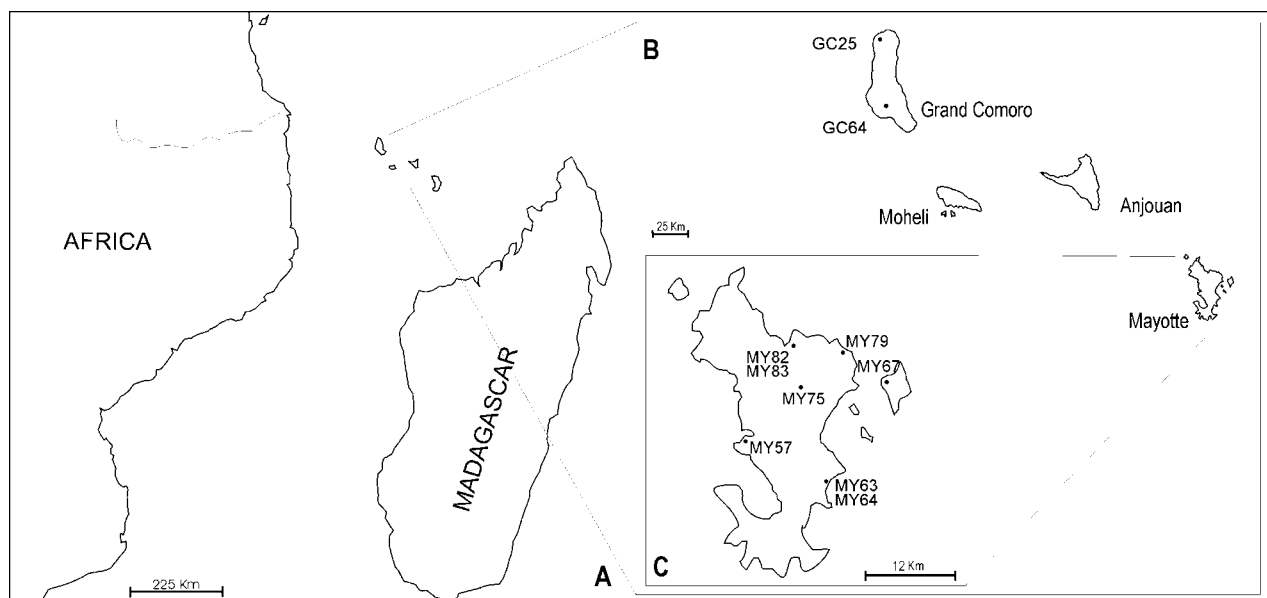 AFRICA
MADAGASCAR
225 Km
A
B
GC25
GC64
Grand Comoro
Moheli
Anjouan
Mayotte
25 Km
MY82
MY83
MY79
MY67
MY75
MY57
MY63
MY64
C
12 Km